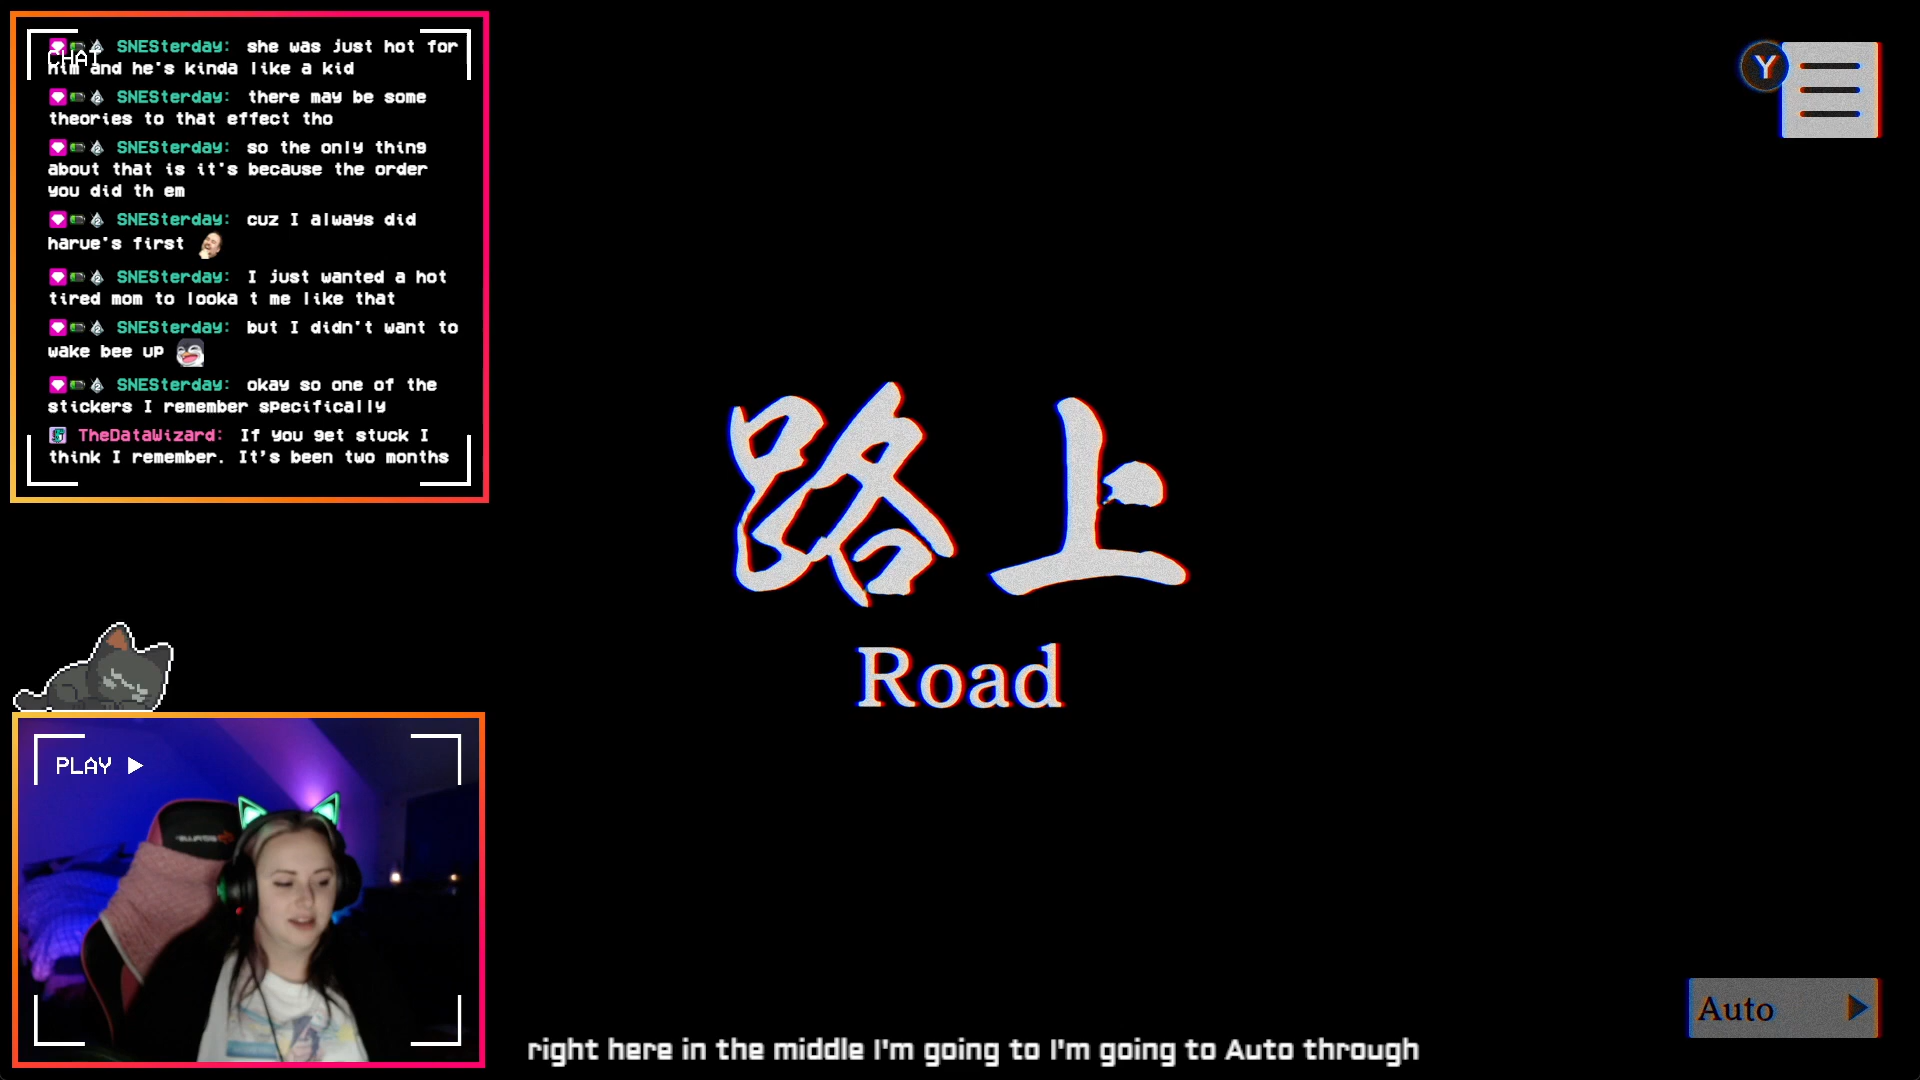 CHAT
SNESterday: she was just hot for
him and he's kinda like a kid
SNESterday: there may be some
theories to that effect tho
SNESterday: so the only thing
about that is it's because the order
you did th em
SNESterday: cuz I always did
harue's first
SNESterday: I just wanted a hot
tired mom to looka t me like that
SNESterday: but I didn't want to
wake bee up
SNESterday: okay so one of the
stickers I remember specifically
TheDataWizard: If you get stuck I
think I remember. It's been two months
Y
路上
Road
PLAY
Auto
right here in the middle I'm going to I'm going to Auto through